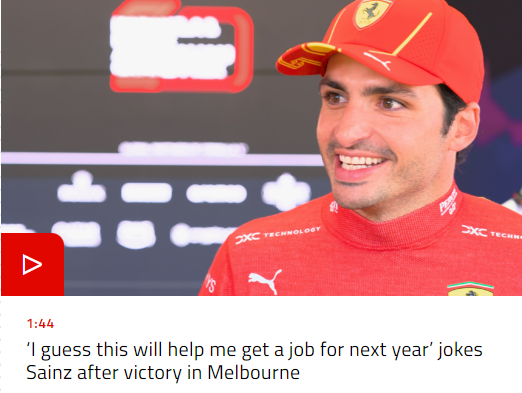 DXC TECHNOLOGY
DXC TECHN
1:44
‘I guess this will help me get a job for next year’ jokes
Sainz after victory in Melbourne